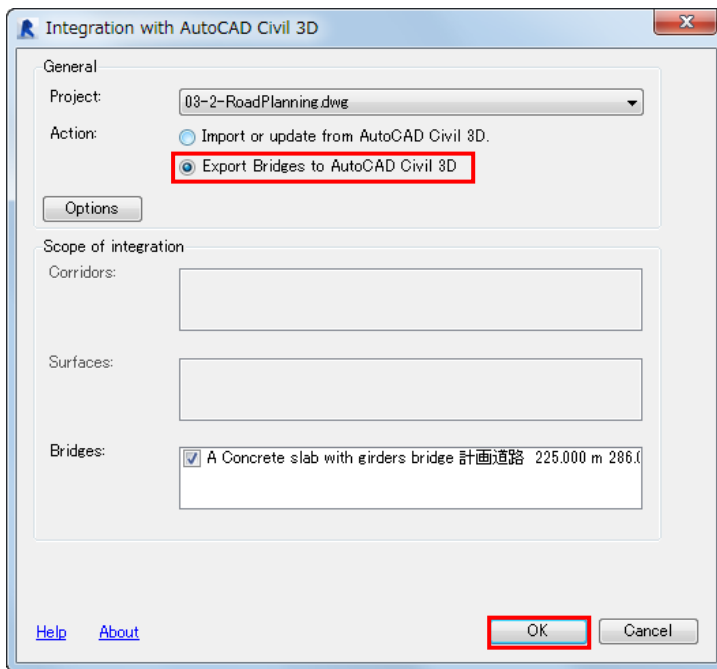 Integration with AutoCAD Civil 3D
General
Project:
03-2-RoadPlanning.dwg
Action:
Import or update from AutoCAD Civil 3D.
Export Bridges to AutoCAD Civil 3D
Options
Scope of integration
Corridors:
Surfaces:
Bridges:
A Concrete slab with girders bridge 計画道路 225.000 m 286.
Help About OK Cancel